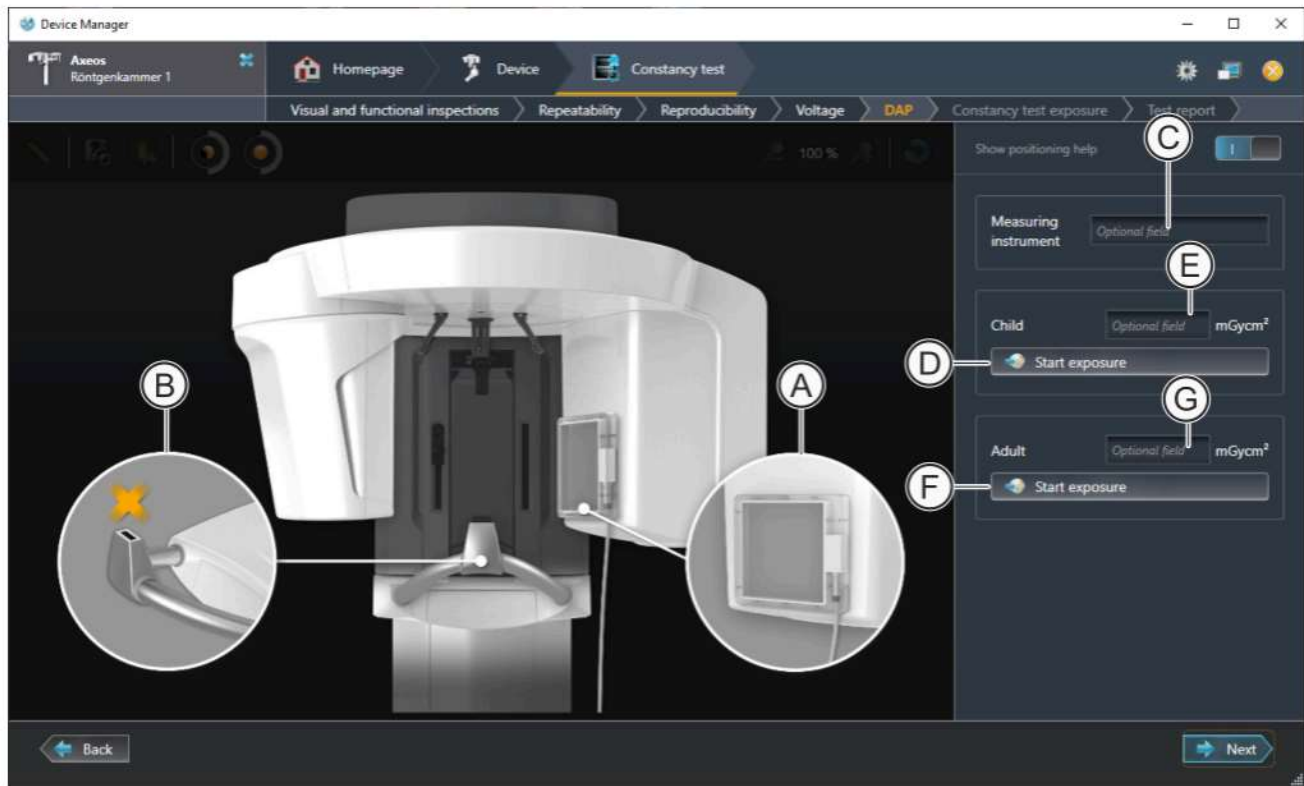 Device Manager
Axeos
Röntgenkammer 1
Homepage
Device
Constancy test
Visual and functional inspections
Repeatability
Reproducibility
Voltage
DAP
Constancy test exposure
Test report
100 %
Show positioning help
I
C
Measuring
instrument
Optional field
E
Child
Optional field
mGycm²
D
Start exposure
G
Adult
Optional field
mGycm²
F
Start exposure
B
A
Back
Next